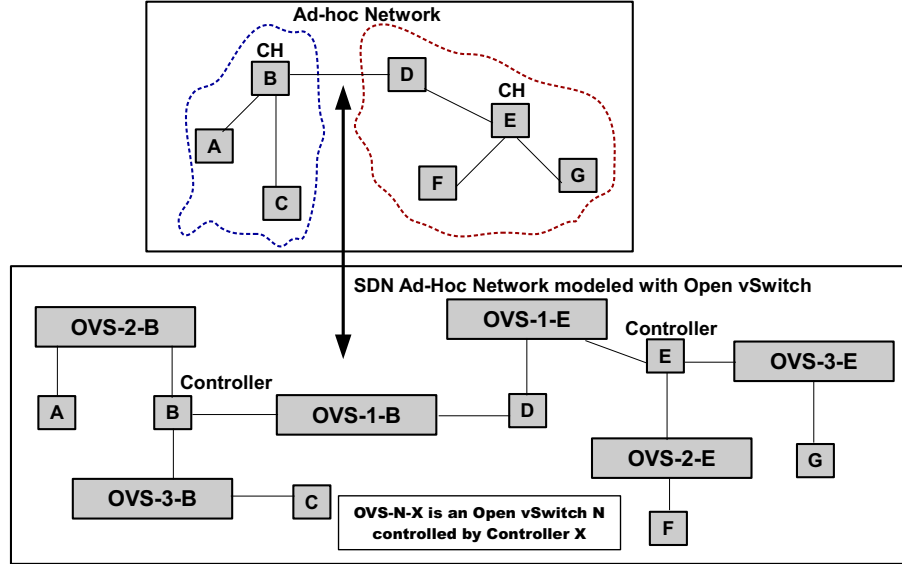 Ad-hoc Network
CH
B
D
CH
E
A
F
G
C
SDN Ad-Hoc Network modeled with Open vSwitch
OVS-2-B
OVS-1-E
Controller
E
OVS-3-E
Controller
A
B
OVS-1-B
D
OVS-2-E
G
OVS-3-B
C
OVS-N-X is an Open vSwitch N
controlled by Controller X
F